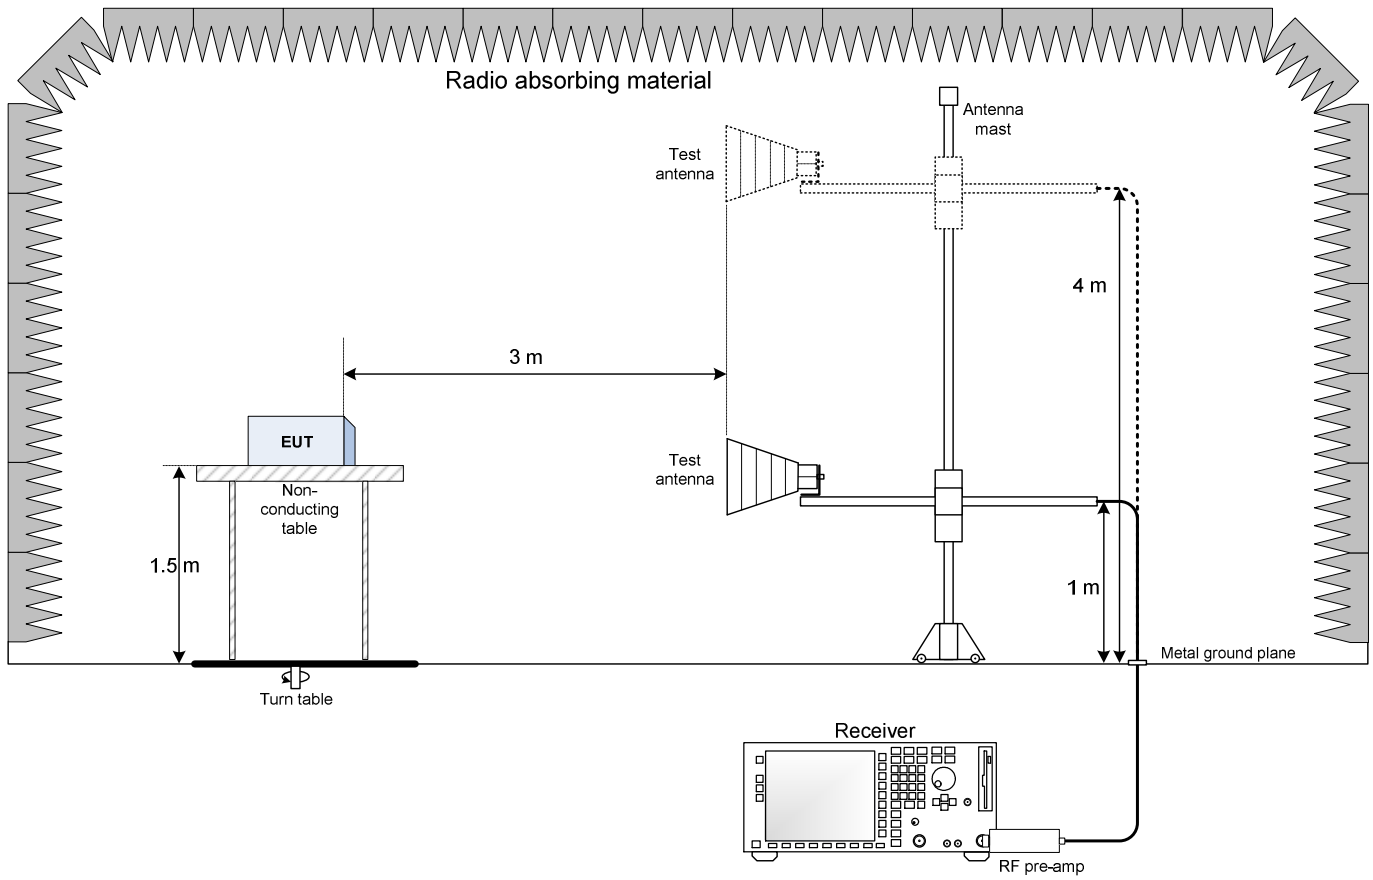 Radio absorbing material
Antenna
mast
Test
antenna
4 m
3 m
EUT
Test
antenna
Non-
conducting
table
1.5 m
1 m
Metal ground plane
Turn table
Receiver
RF pre-amp